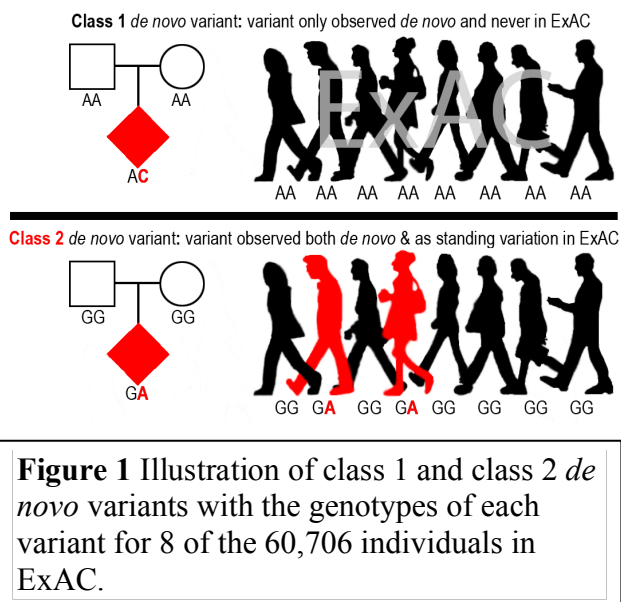 Class 1 de novo variant: variant only observed de novo and never in ExAC
ExAC
AA AA
AC
AA AA AA AA AA AA AA AA
Class 2 de novo variant: variant observed both de novo & as standing variation in ExAC
GG GG
GA
GG GA GG GA GG GG GG GG
Figure 1 Illustration of class 1 and class 2 de
novo variants with the genotypes of each
variant for 8 of the 60,706 individuals in
ExAC.